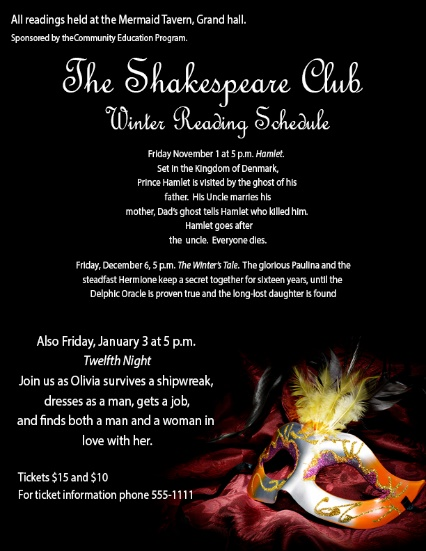 All readings held at the Mermaid Tavern, Grand hall.
Sponsored by theCommunity Education Program.
The Shakespeare Club
Winter Reading Schedule
Friday November 1 at 5 p.m. Hamlet.
Set in the Kingdom of Denmark,
Prince Hamlet is visited by the ghost of his
father. His Uncle marries his
mother, Dad's ghost tells Hamlet who killed him.
Hamlet goes after
the uncle. Everyone dies.
Friday, December 6, 5 p.m. The Winter's Tale. The glorious Paulina and the
steadfast Hermione keep a secret together for sixteen years, until the
Delphic Oracle is proven true and the long-lost daughter is found
Also Friday, January 3 at 5 p.m.
Twelfth Night
Join us as Olivia survives a shipwreak,
dresses as a man, gets a job,
and finds both a man and a woman in
love with her.
Tickets $15 and $10
For ticket information phone 555-1111